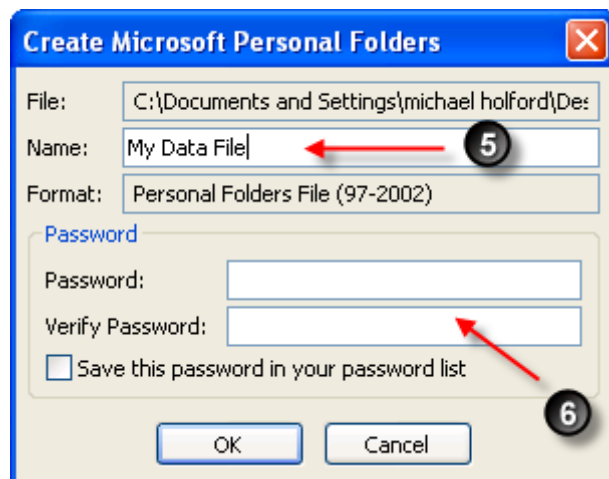 Create Microsoft Personal Folders
File: C:\Documents and Settings\michael holford\Des
Name: My Data File 5
Format: Personal Folders File (97-2002)
Password
Password:
Verify Password:
Save this password in your password list
6
OK Cancel